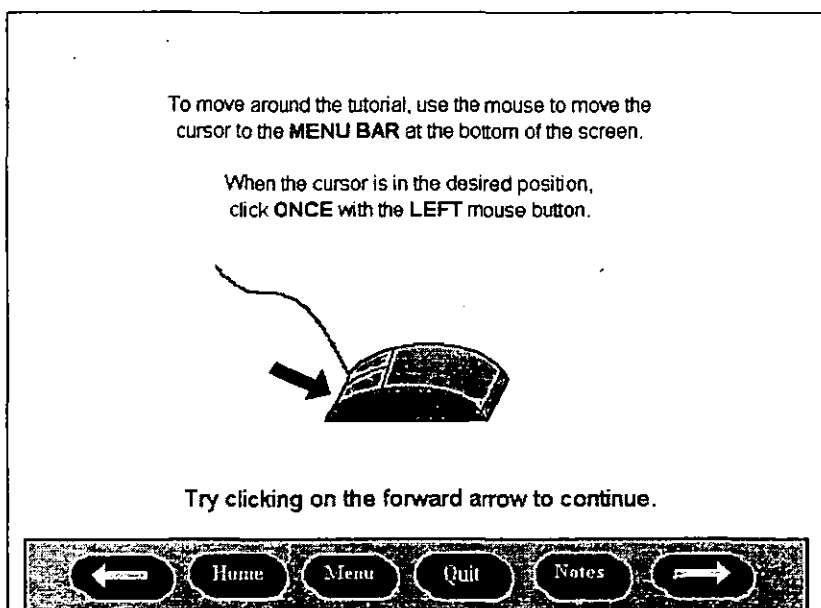 To move around the tutorial, use the mouse to move the
cursor to the MENU BAR at the bottom of the screen.
When the cursor is in the desired position,
click ONCE with the LEFT mouse button.
Try clicking on the forward arrow to continue.
Home Menu Quit Notes